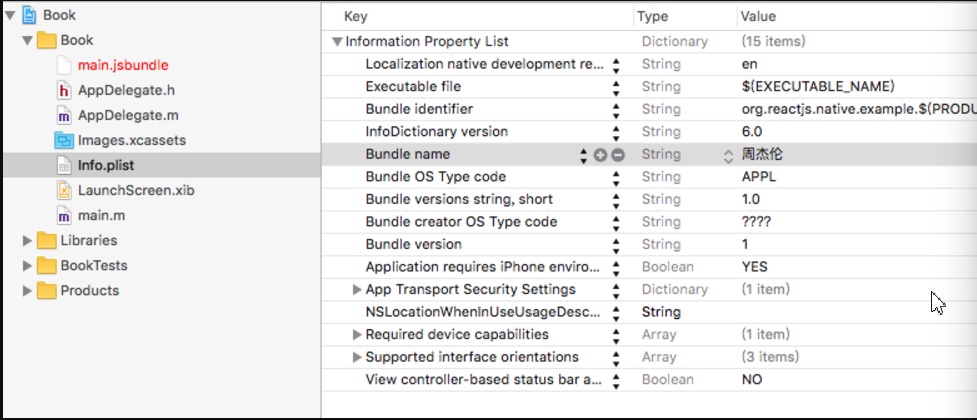 Book
Book
main.jsbundle
AppDelegate.h
AppDelegate.m
Images.xcassets
Info.plist
LaunchScreen.xib
main.m
Libraries
BookTests
Products
Key Type Value
Information Property List Dictionary (15 items)
Localization native development re... String en
Executable file String $(EXECUTABLE_NAME)
Bundle identifier String org.reactjs.native.example.$(PRODU
InfoDictionary version String 6.0
Bundle name String 周杰伦
Bundle OS Type code String APPL
Bundle versions string, short String 1.0
Bundle creator OS Type code String ????
Bundle version String 1
Application requires iPhone enviro... Boolean YES
App Transport Security Settings Dictionary (1 item)
NSLocationWhenInUseUsageDesc... String
Required device capabilities Array (1 item)
Supported interface orientations Array (3 items)
View controller-based status bar a... Boolean NO